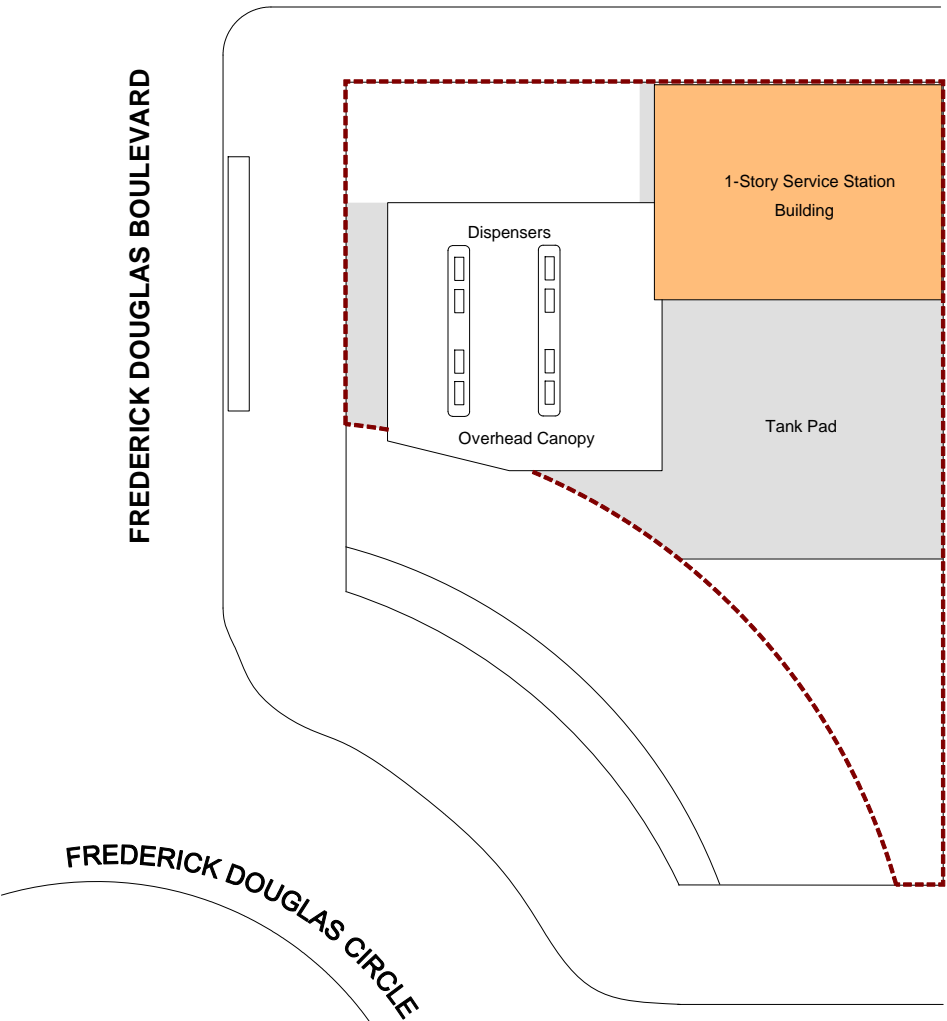 FREDERICK DOUGLAS BOULEVARD
1-Story Service Station
Building
Dispensers
Overhead Canopy
Tank Pad
FREDERICK DOUGLAS CIRCLE